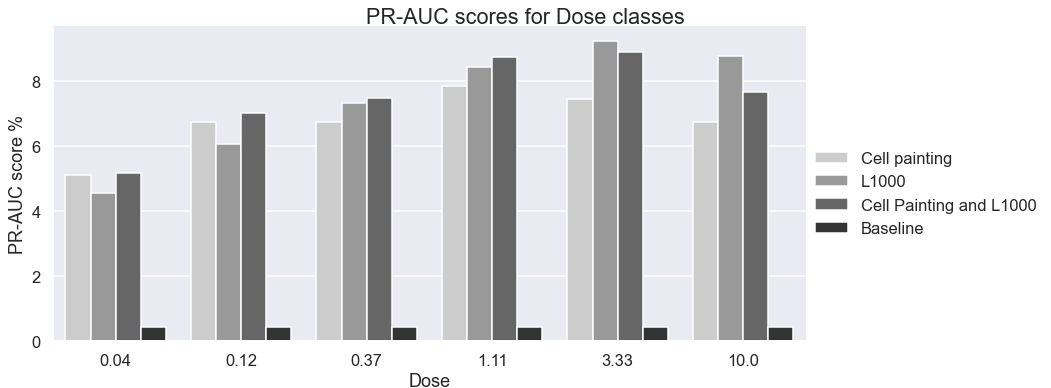 PR-AUC scores for Dose classes
PR-AUC score %
8
6
4
2
0
0.04 0.12 0.37 1.11 3.33 10.0
Dose
Cell painting
L1000
Cell Painting and L1000
Baseline